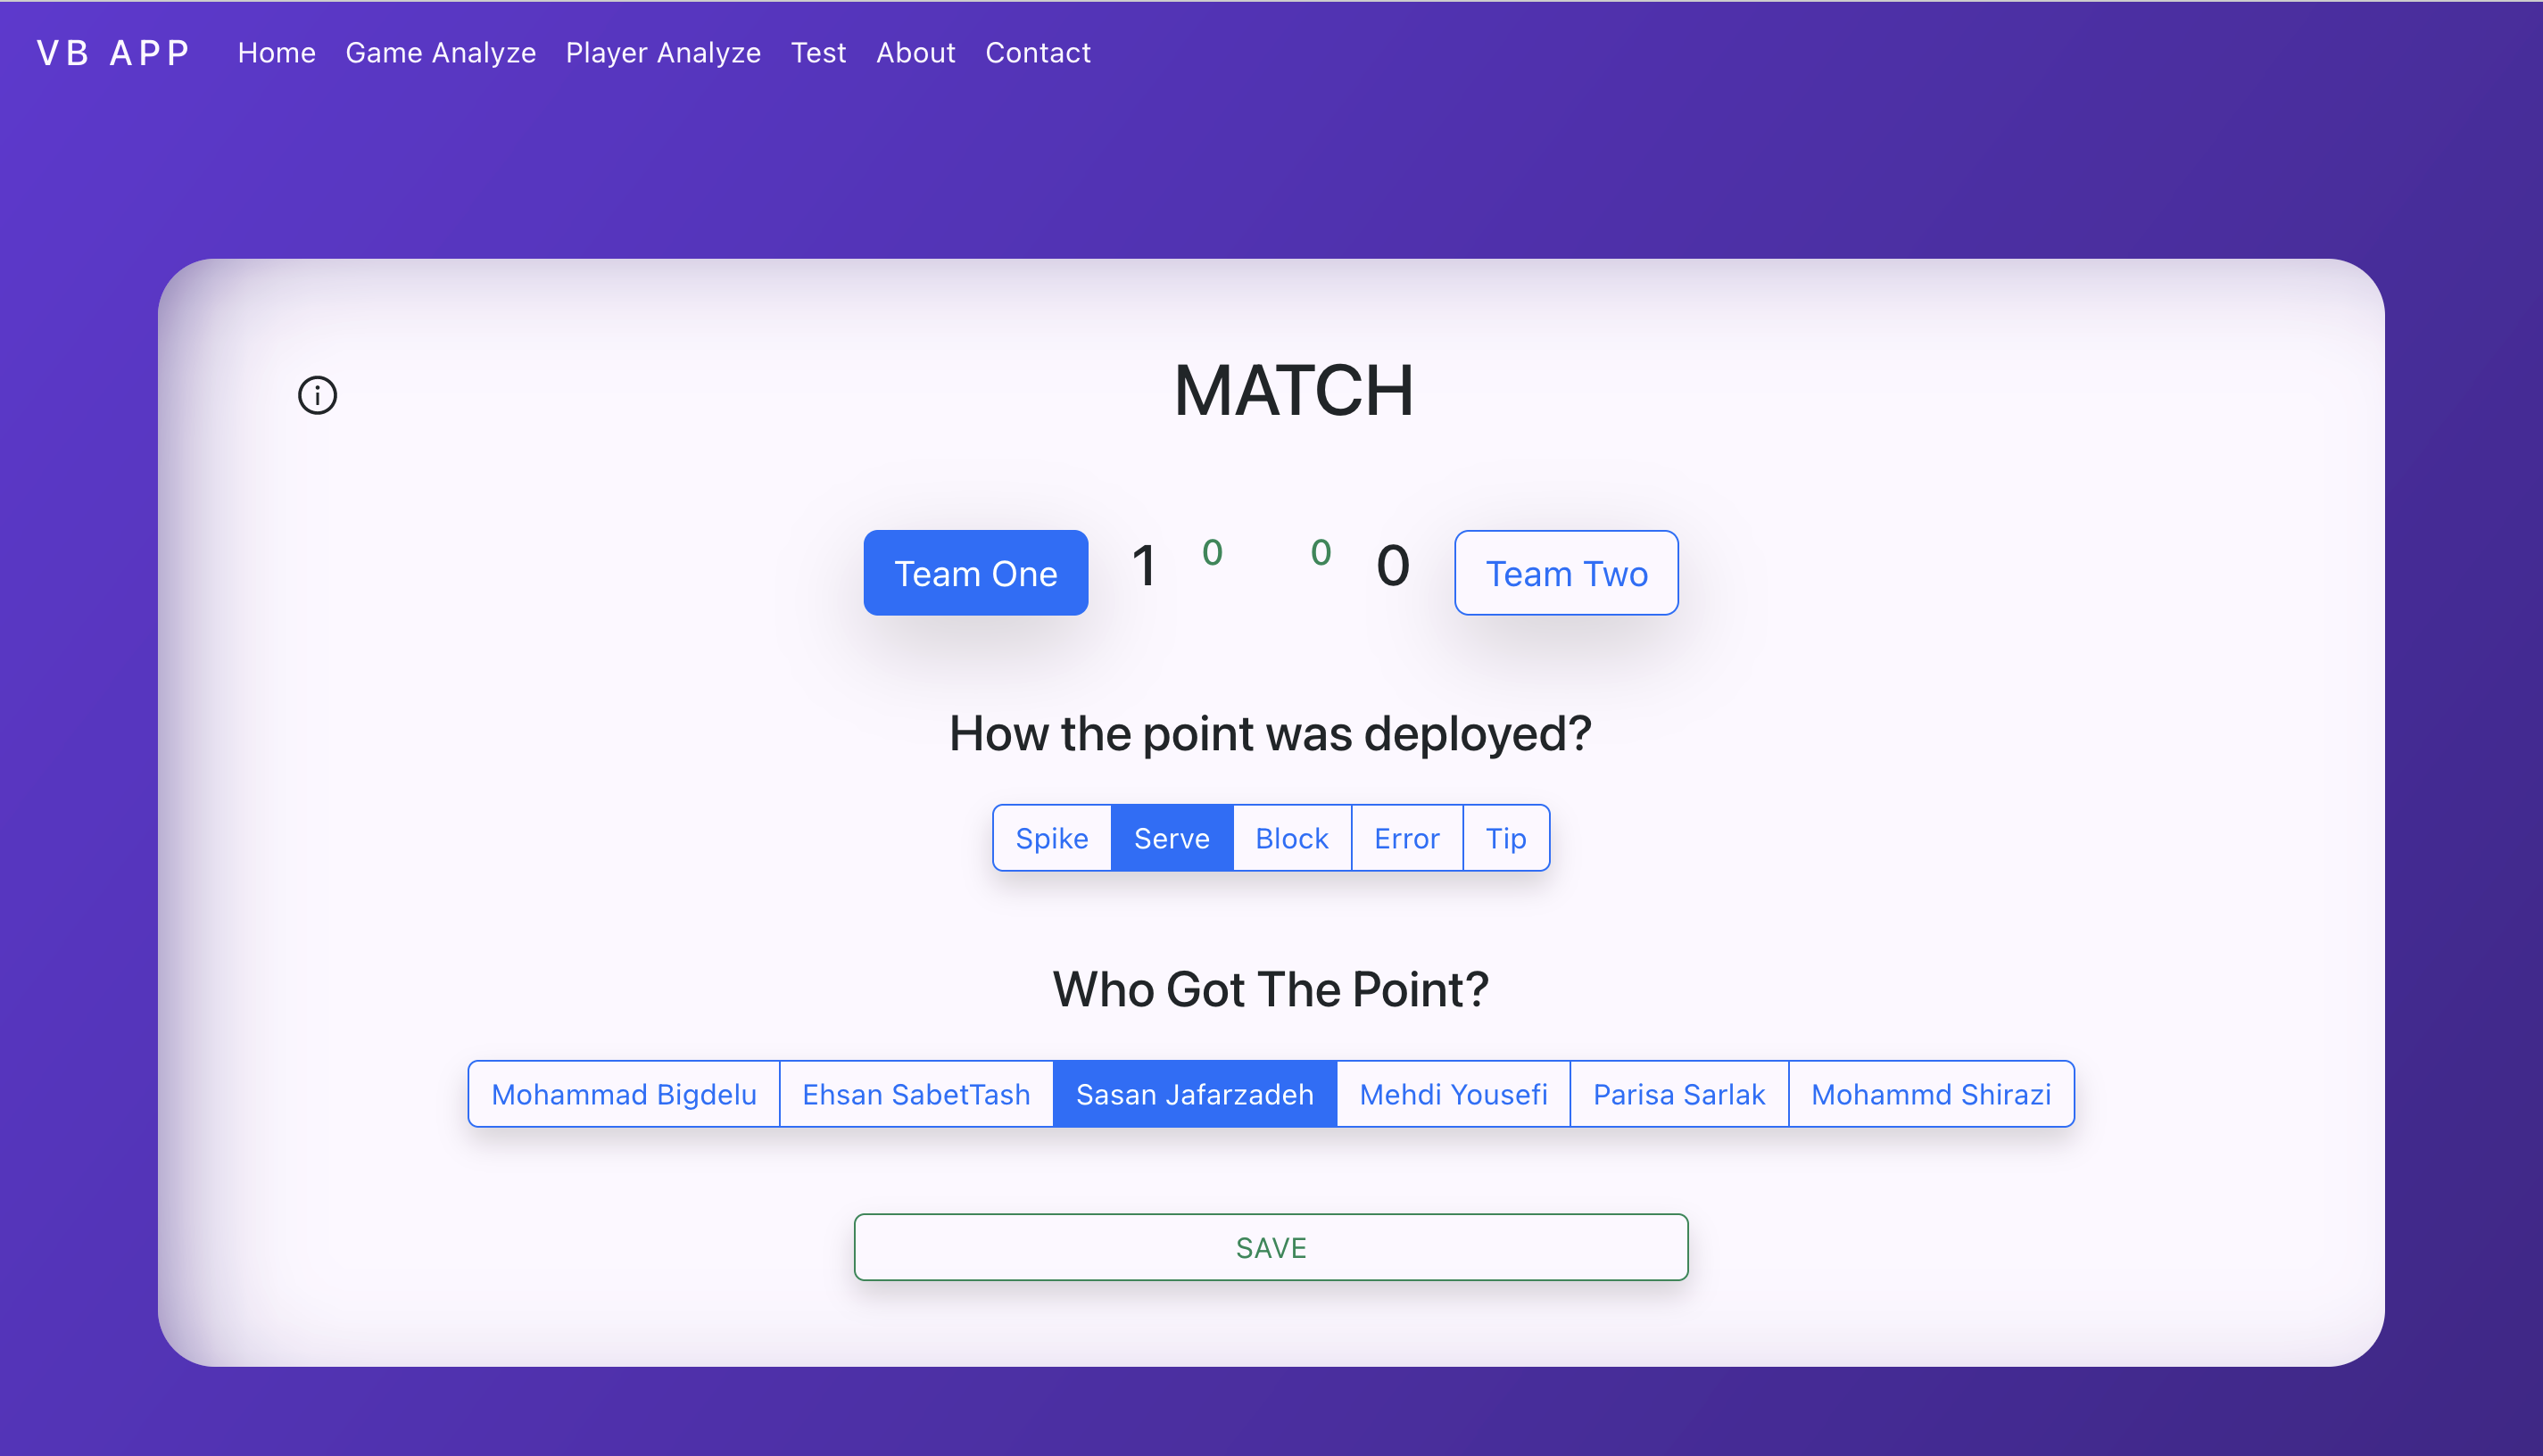 VB APP Home Game Analyze Player Analyze Test About Contact
MATCH
Team One 1 0 0 0 Team Two
How the point was deployed?
Spike Serve Block Error Tip
Who Got The Point?
Mohammad Bigdelu Ehsan SabetTash Sasan Jafarzadeh Mehdi Yousefi Parisa Sarlak Mohammd Shirazi
SAVE